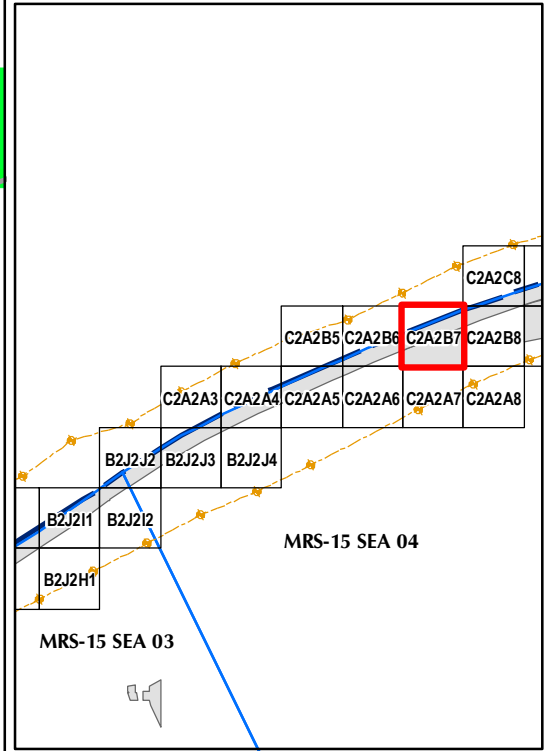 C2A2C8
C2A2B5 C2A2B6 C2A2B7 C2A2B8
C2A2A3 C2A2A4 C2A2A5 C2A2A6 C2A2A7 C2A2A8
B2J2J2 B2J2J3 B2J2J4
B2J2I1 B2J2I2
MRS-15 SEA 04
B2J2H1
MRS-15 SEA 03